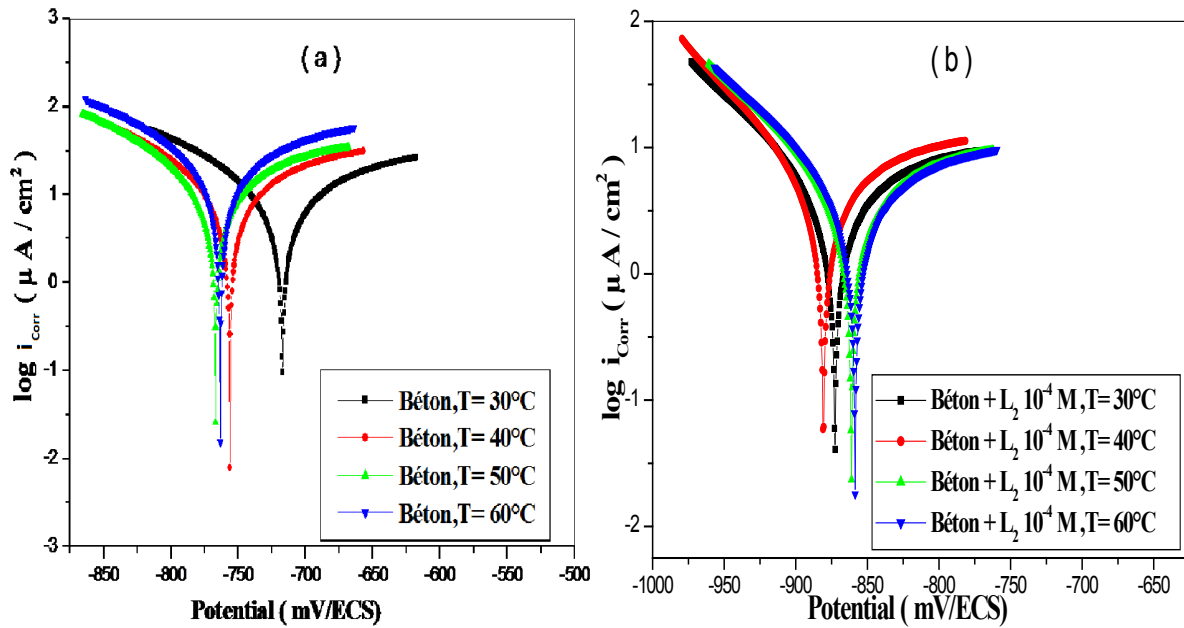 (a)
3
2
1
0
-1
-2
-3
log i Corr ( µ A / cm²)
-850 -800 -750 -700 -650 -600 -550 -500
Potential ( mV/ECS)
Béton,T= 30°C
Béton,T= 40°C
Béton,T= 50°C
Béton,T= 60°C
(b)
2
1
0
-1
-2
log i Corr ( µ A / cm²)
-1000 -950 -900 -850 -800 -750 -700 -650
Potential ( mV/ECS)
Béton + L₂ 10⁻⁴ M ,T= 30°C
Béton + L₂ 10⁻⁴ M ,T= 40°C
Béton + L₂ 10⁻⁴ M ,T= 50°C
Béton + L₂ 10⁻⁴ M ,T= 60°C